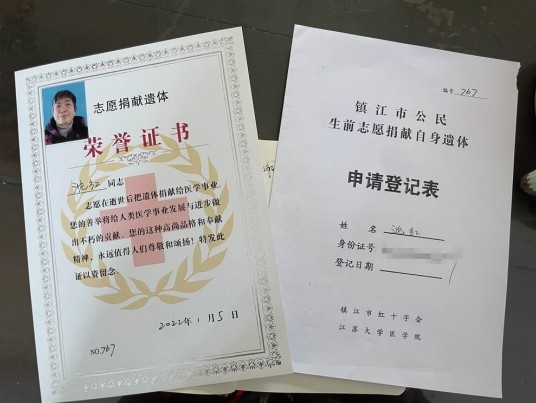 志愿捐献遗体
荣誉证书
池红 同志
志愿在逝世后把遗体捐献给医学事业,
您的善举将给人类医学事业发展与进步做
出不朽的贡献。您的这种高尚品格和奉献
精神,永远值得人们尊敬和颂扬!特发此
证以资留念。
2022年1月5日
NO.767
编号 767
镇江市公民
生前志愿捐献自身遗体
申请登记表
姓名 池红
身份证号
登记日期
镇江市红十字会
江苏大学医学院